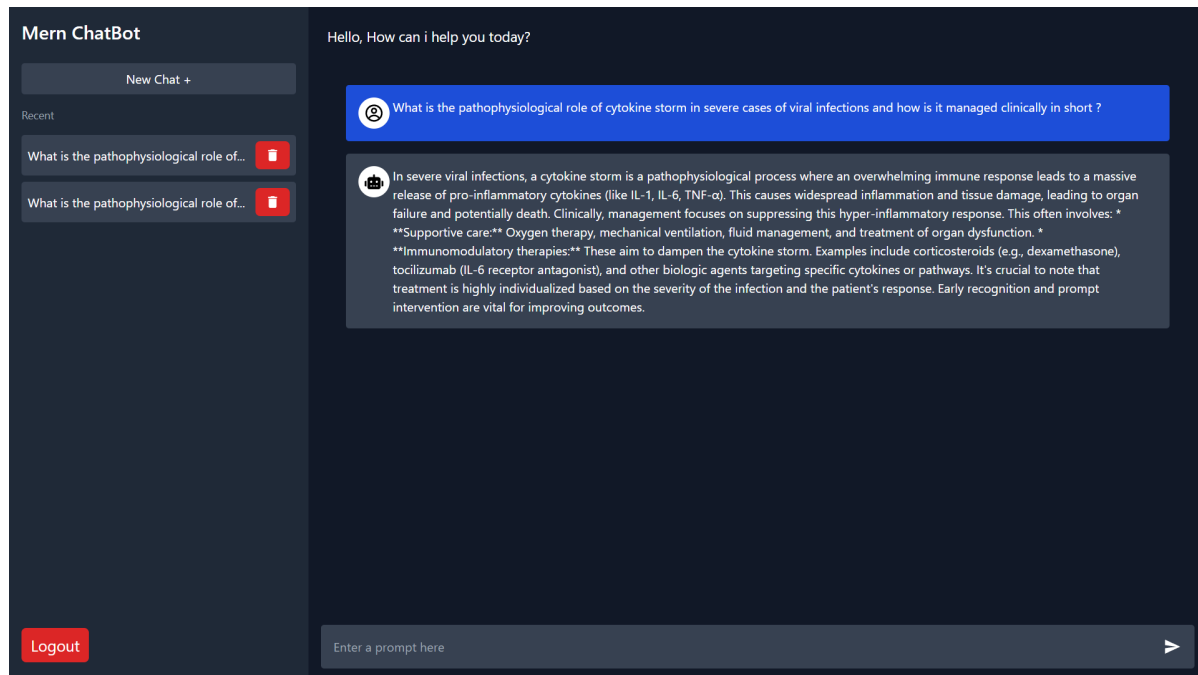 Mern ChatBot
New Chat +
Recent
What is the pathophysiological role of...
What is the pathophysiological role of...
Logout
Hello, How can i help you today?
What is the pathophysiological role of cytokine storm in severe cases of viral infections and how is it managed clinically in short ?
In severe viral infections, a cytokine storm is a pathophysiological process where an overwhelming immune response leads to a massive
release of pro-inflammatory cytokines (like IL-1, IL-6, TNF-α). This causes widespread inflammation and tissue damage, leading to organ
failure and potentially death. Clinically, management focuses on suppressing this hyper-inflammatory response. This often involves: *
**Supportive care:** Oxygen therapy, mechanical ventilation, fluid management, and treatment of organ dysfunction. *
**Immunomodulatory therapies:** These aim to dampen the cytokine storm. Examples include corticosteroids (e.g., dexamethasone),
tocilizumab (IL-6 receptor antagonist), and other biologic agents targeting specific cytokines or pathways. It's crucial to note that
treatment is highly individualized based on the severity of the infection and the patient's response. Early recognition and prompt
intervention are vital for improving outcomes.
Enter a prompt here